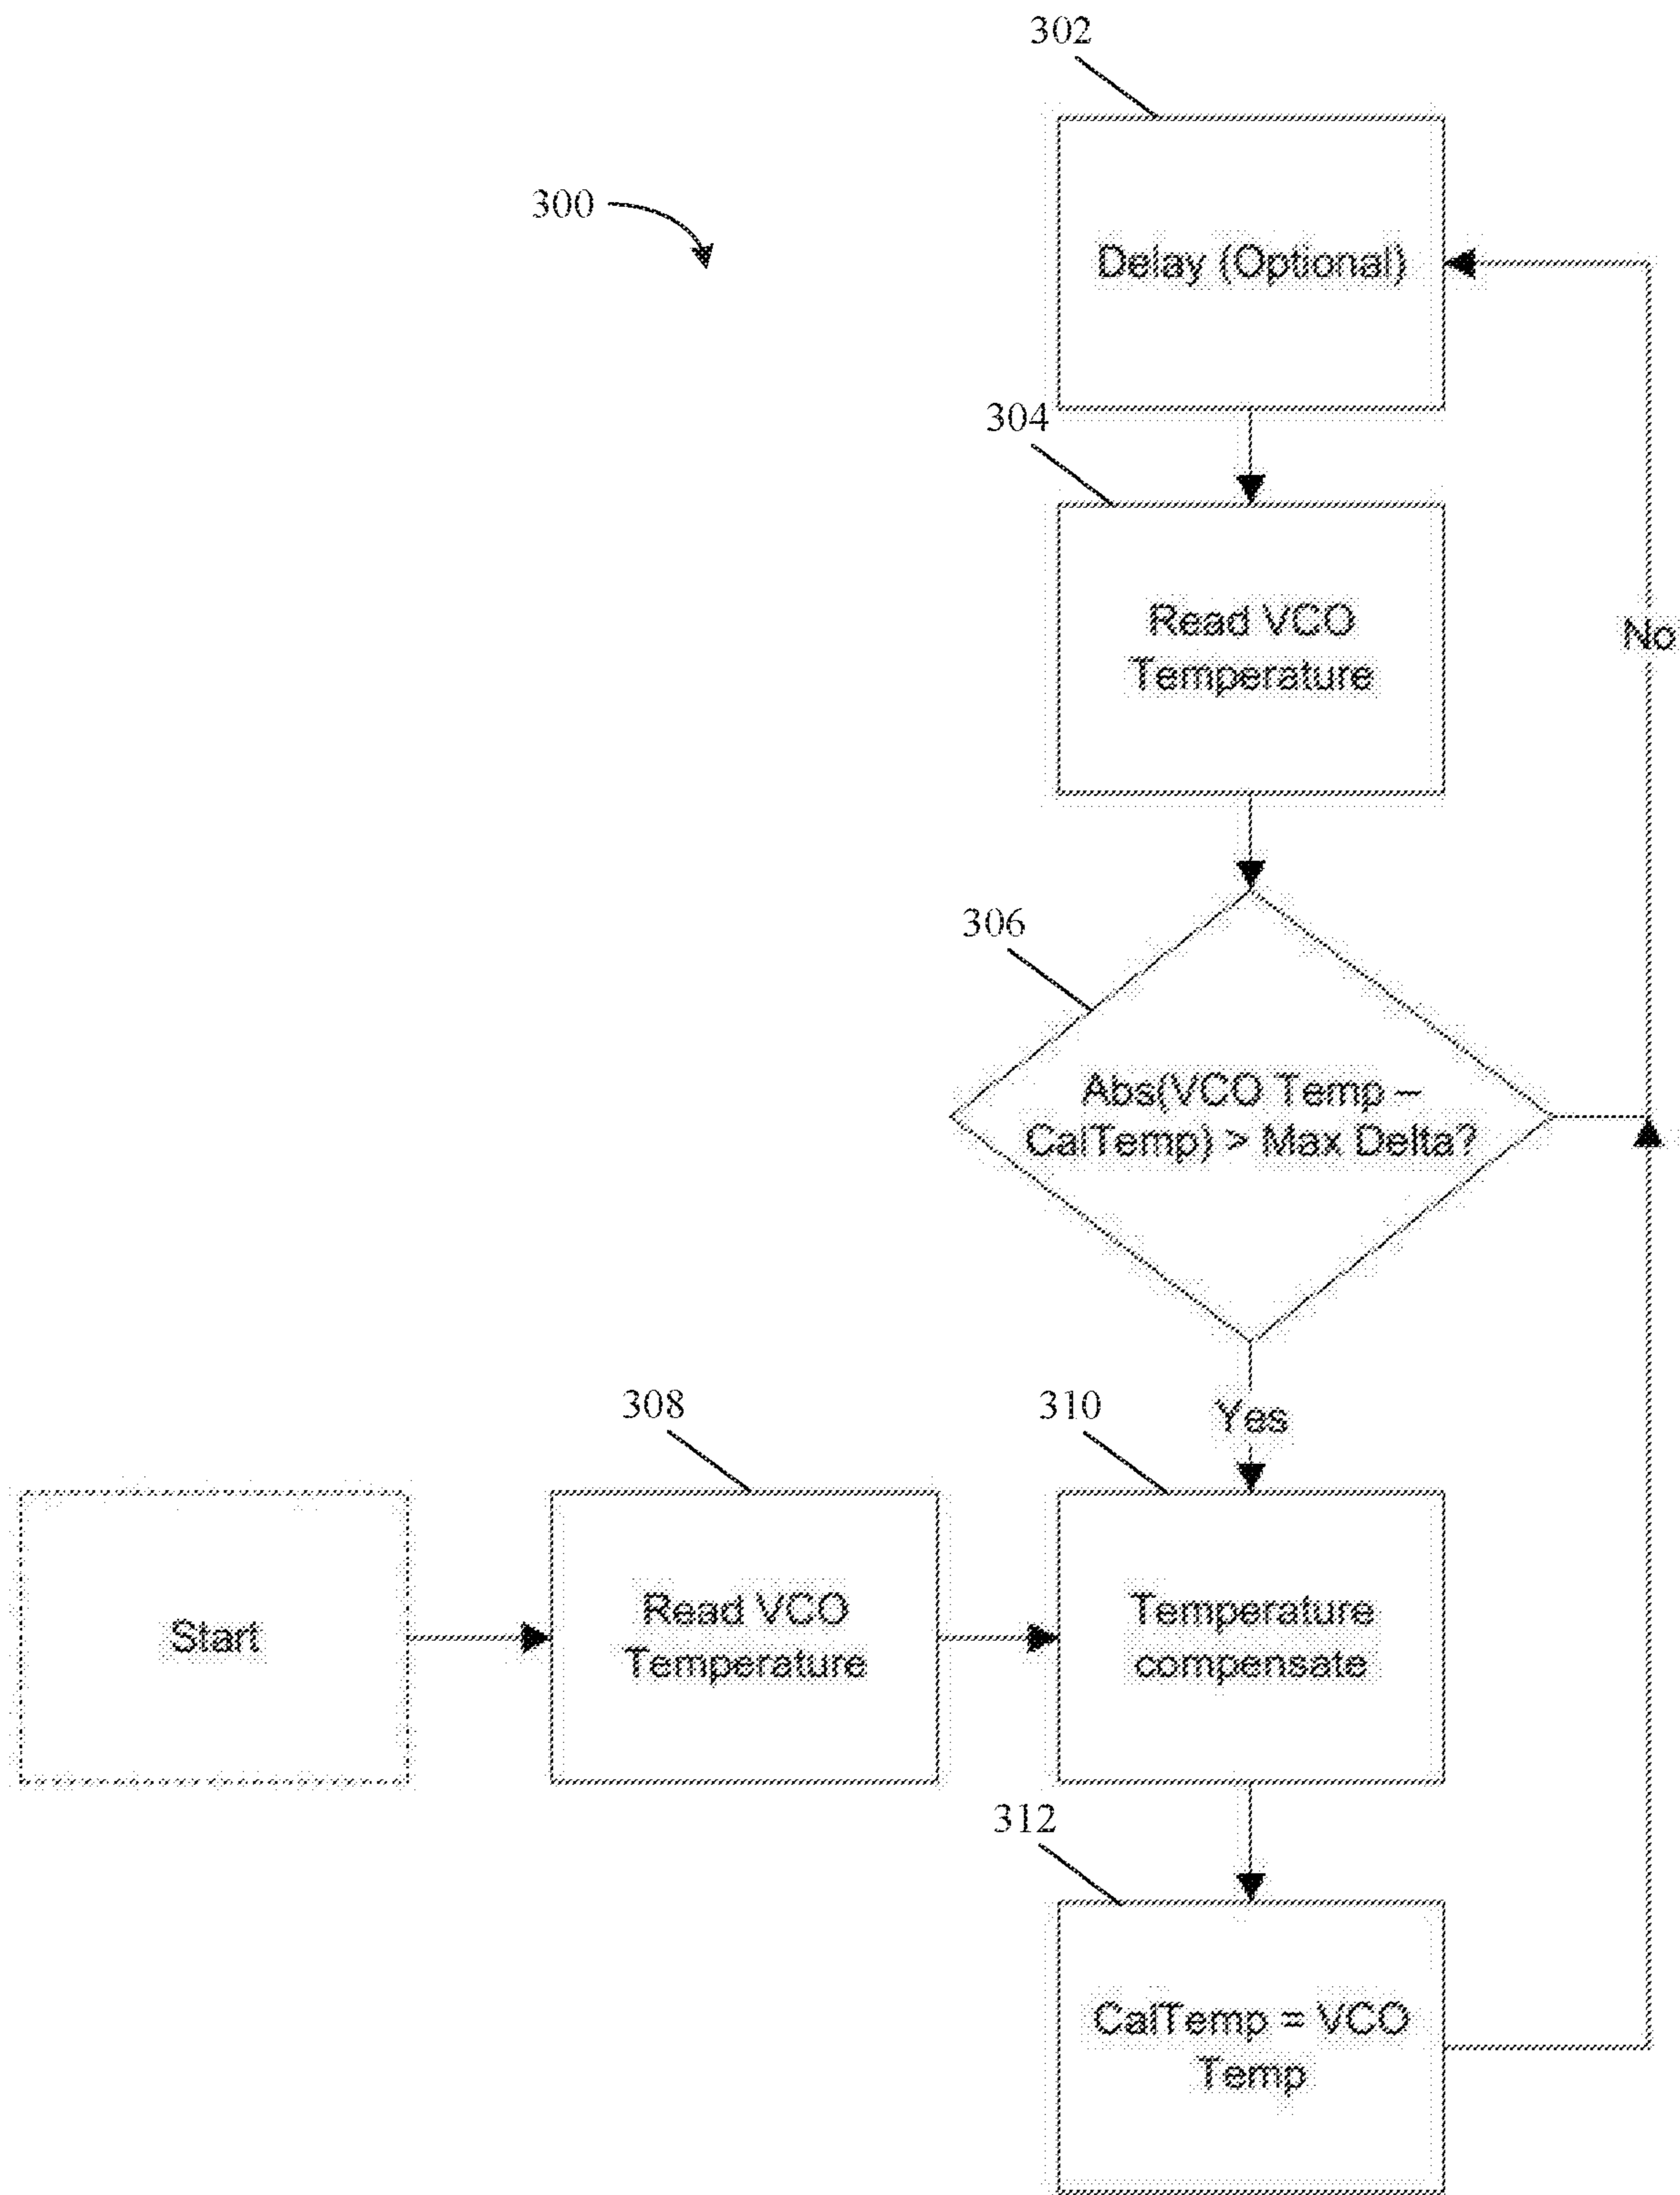 302
300
Delay (Optional)
304
Read VCO
Temperature
No
306
Abs(VCO Temp –
CalTemp) > Max Delta?
Yes
308
310
Start
Read VCO
Temperature
Temperature
compensate
312
CalTemp = VCO
Temp